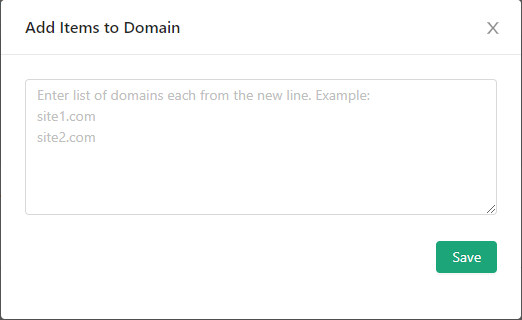 Add Items to Domain
Enter list of domains each from the new line. Example:
site1.com
site2.com
Save